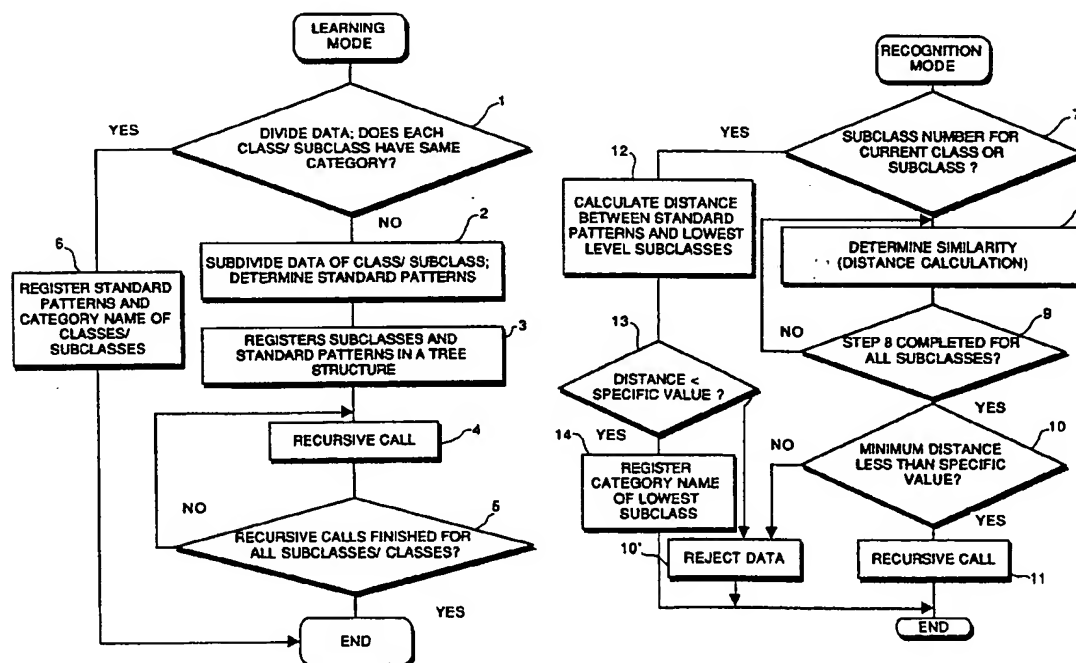 LEARNING
MODE
1
YES
DIVIDE DATA; DOES EACH
CLASS/ SUBCLASS HAVE SAME
CATEGORY?
NO
2
SUBDIVIDE DATA OF CLASS/ SUBCLASS;
DETERMINE STANDARD PATTERNS
6
REGISTER STANDARD
PATTERNS AND
CATEGORY NAME OF
CLASSES/
SUBCLASSES
3
REGISTERS SUBCLASSES AND
STANDARD PATTERNS IN A TREE
STRUCTURE
RECURSIVE CALL
4
NO
5
RECURSIVE CALLS FINISHED FOR
ALL SUBCLASSES/ CLASSES?
YES
END
RECOGNITION
MODE
7
YES
SUBCLASS NUMBER FOR
CURRENT CLASS OR
SUBCLASS ?
12
CALCULATE DISTANCE
BETWEEN STANDARD
PATTERNS AND LOWEST
LEVEL SUBCLASSES
DETERMINE SIMILARITY
(DISTANCE CALCULATION)
9
NO
STEP 8 COMPLETED FOR
ALL SUBCLASSES?
YES
13
DISTANCE <
SPECIFIC VALUE ?
YES
10
NO
MINIMUM DISTANCE
LESS THAN SPECIFIC
VALUE?
YES
14
REGISTER
CATEGORY NAME
OF LOWEST
SUBCLASS
10'
REJECT DATA
RECURSIVE CALL
11
END